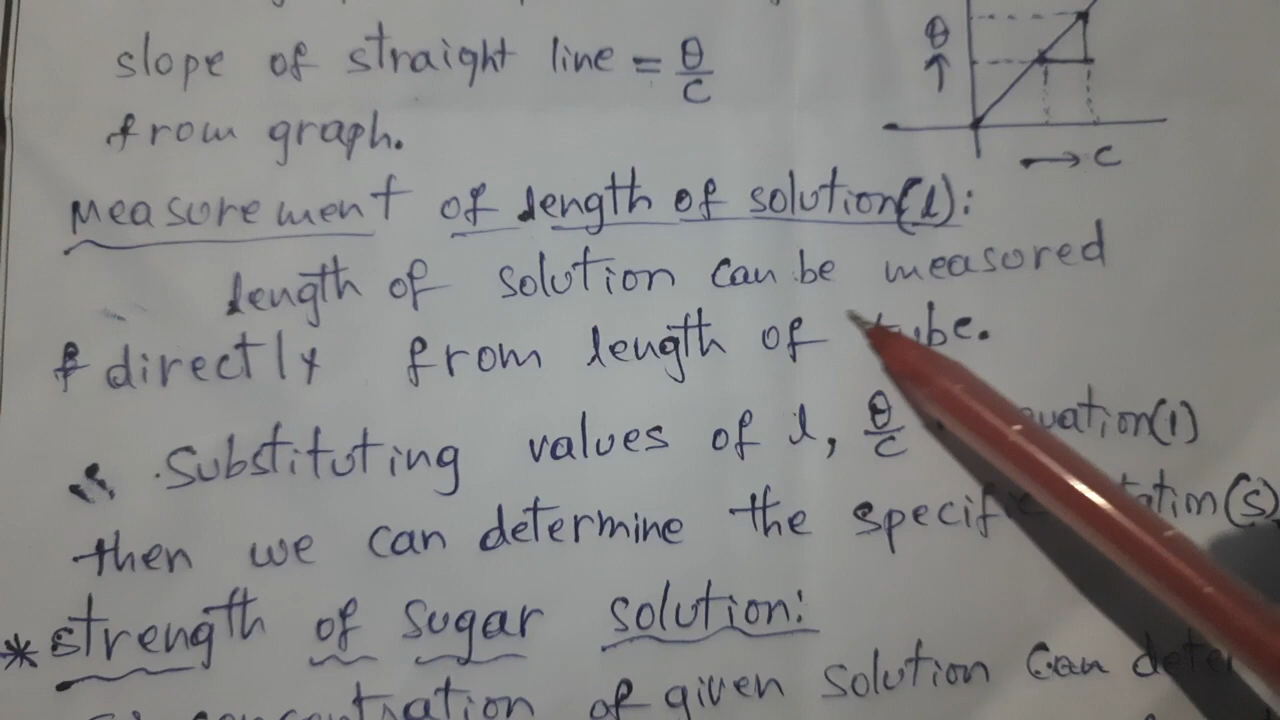 slope of straight line = θ/c
from graph.
θ
↑
→ c
Measurement of length of solution(l):
length of solution can be measured
directly from length of tube.
∴ Substituting values of l, θ/c
then we can determine the
* strength of sugar solution:
of given solution can